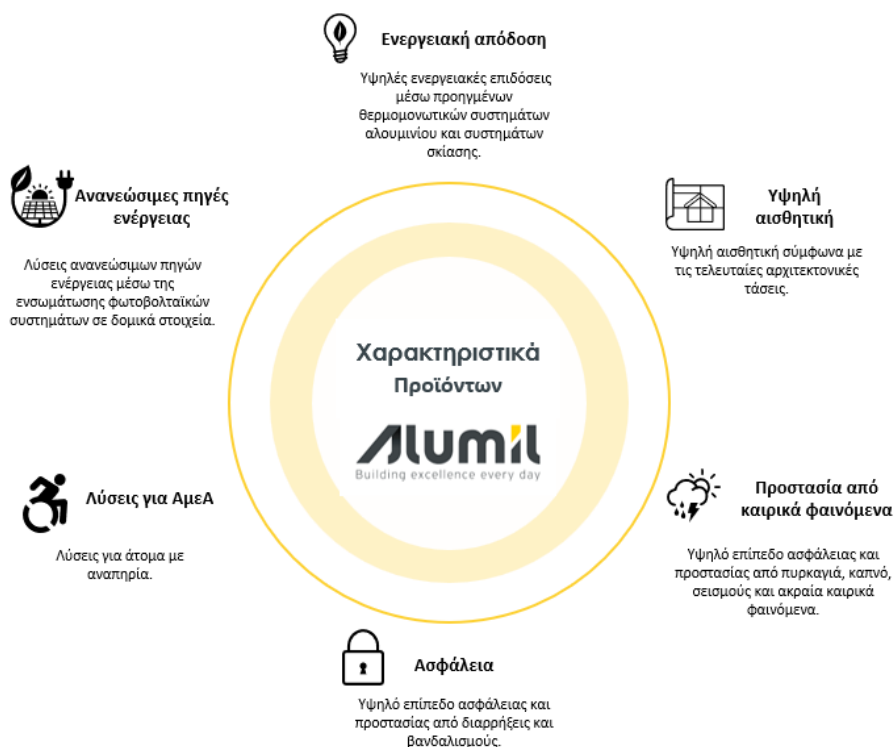 Ενεργειακή απόδοση
Υψηλές ενεργειακές επιδόσεις
μέσω προηγμένων
θερμομονωτικών συστημάτων
αλουμινίου και συστημάτων
σκίασης.
Ανανεώσιμες πηγές
ενέργειας
Λύσεις ανανεώσιμων πηγών
ενέργειας μέσω της
ενσωμάτωσης φωτοβολταϊκών
συστημάτων σε δομικά στοιχεία.
Υψηλή
αισθητική
Υψηλή αισθητική σύμφωνα με
τις τελευταίες αρχιτεκτονικές
τάσεις.
Χαρακτηριστικά
Προϊόντων
Alumil
Building excellence every day
Λύσεις για ΑμεΑ
Λύσεις για άτομα με
αναπηρία.
Προστασία από
καιρικά φαινόμενα
Υψηλό επίπεδο ασφάλειας και
προστασίας από πυρκαγιά, καπνό,
σεισμούς και ακραία καιρικά
φαινόμενα.
Ασφάλεια
Υψηλό επίπεδο ασφάλειας και
προστασίας από διαρρήξεις και
βανδαλισμούς.